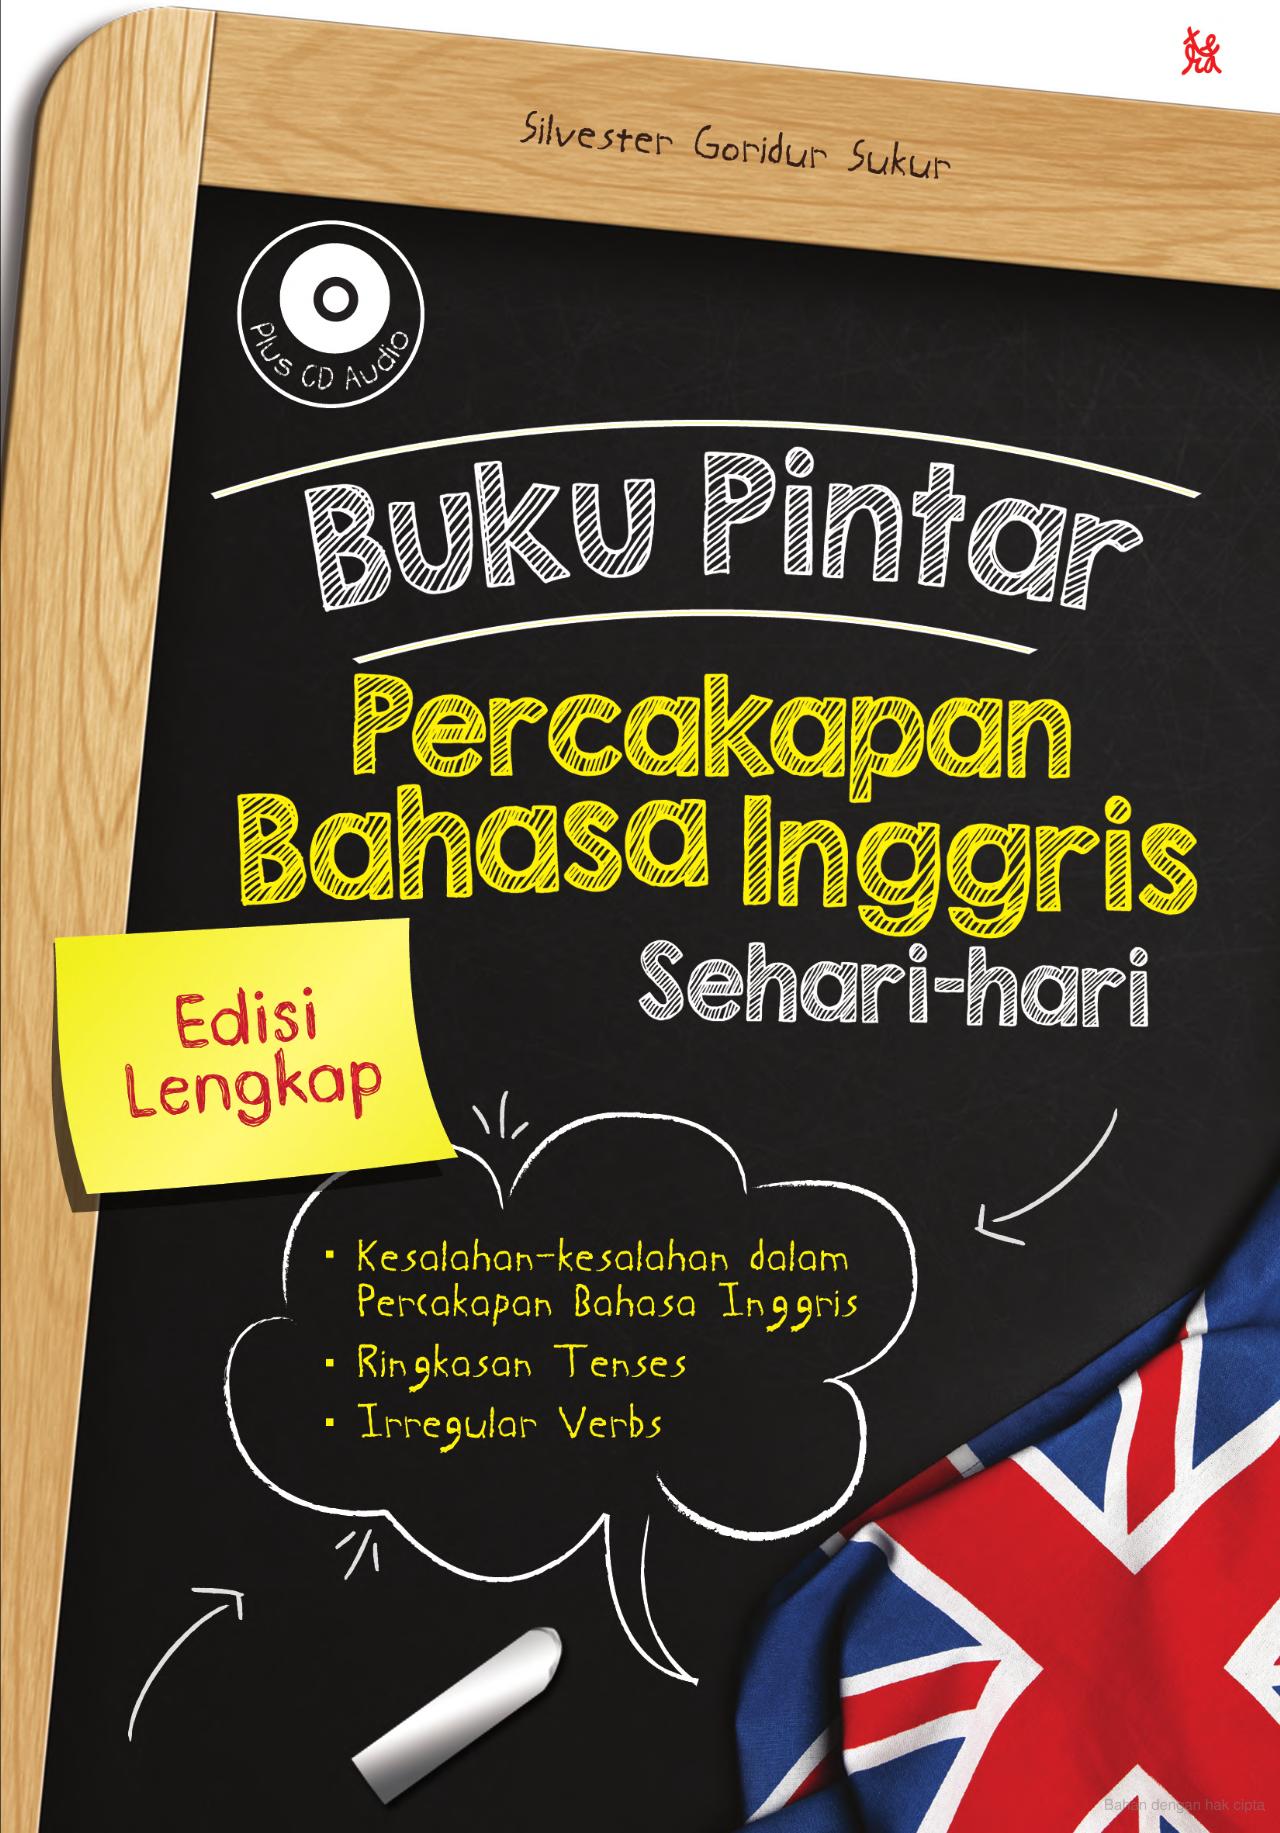 tera
Silvester Goridur Sukur
Plus CD Audio
Buku Pintar
Percakapan
Bahasa Inggris
Sehari-hari
Edisi
Lengkap
▪ Kesalahan-kesalahan dalam
Percakapan Bahasa Inggris
▪ Ringkasan Tenses
▪ Irregular Verbs
Bahan dengan hak cipta